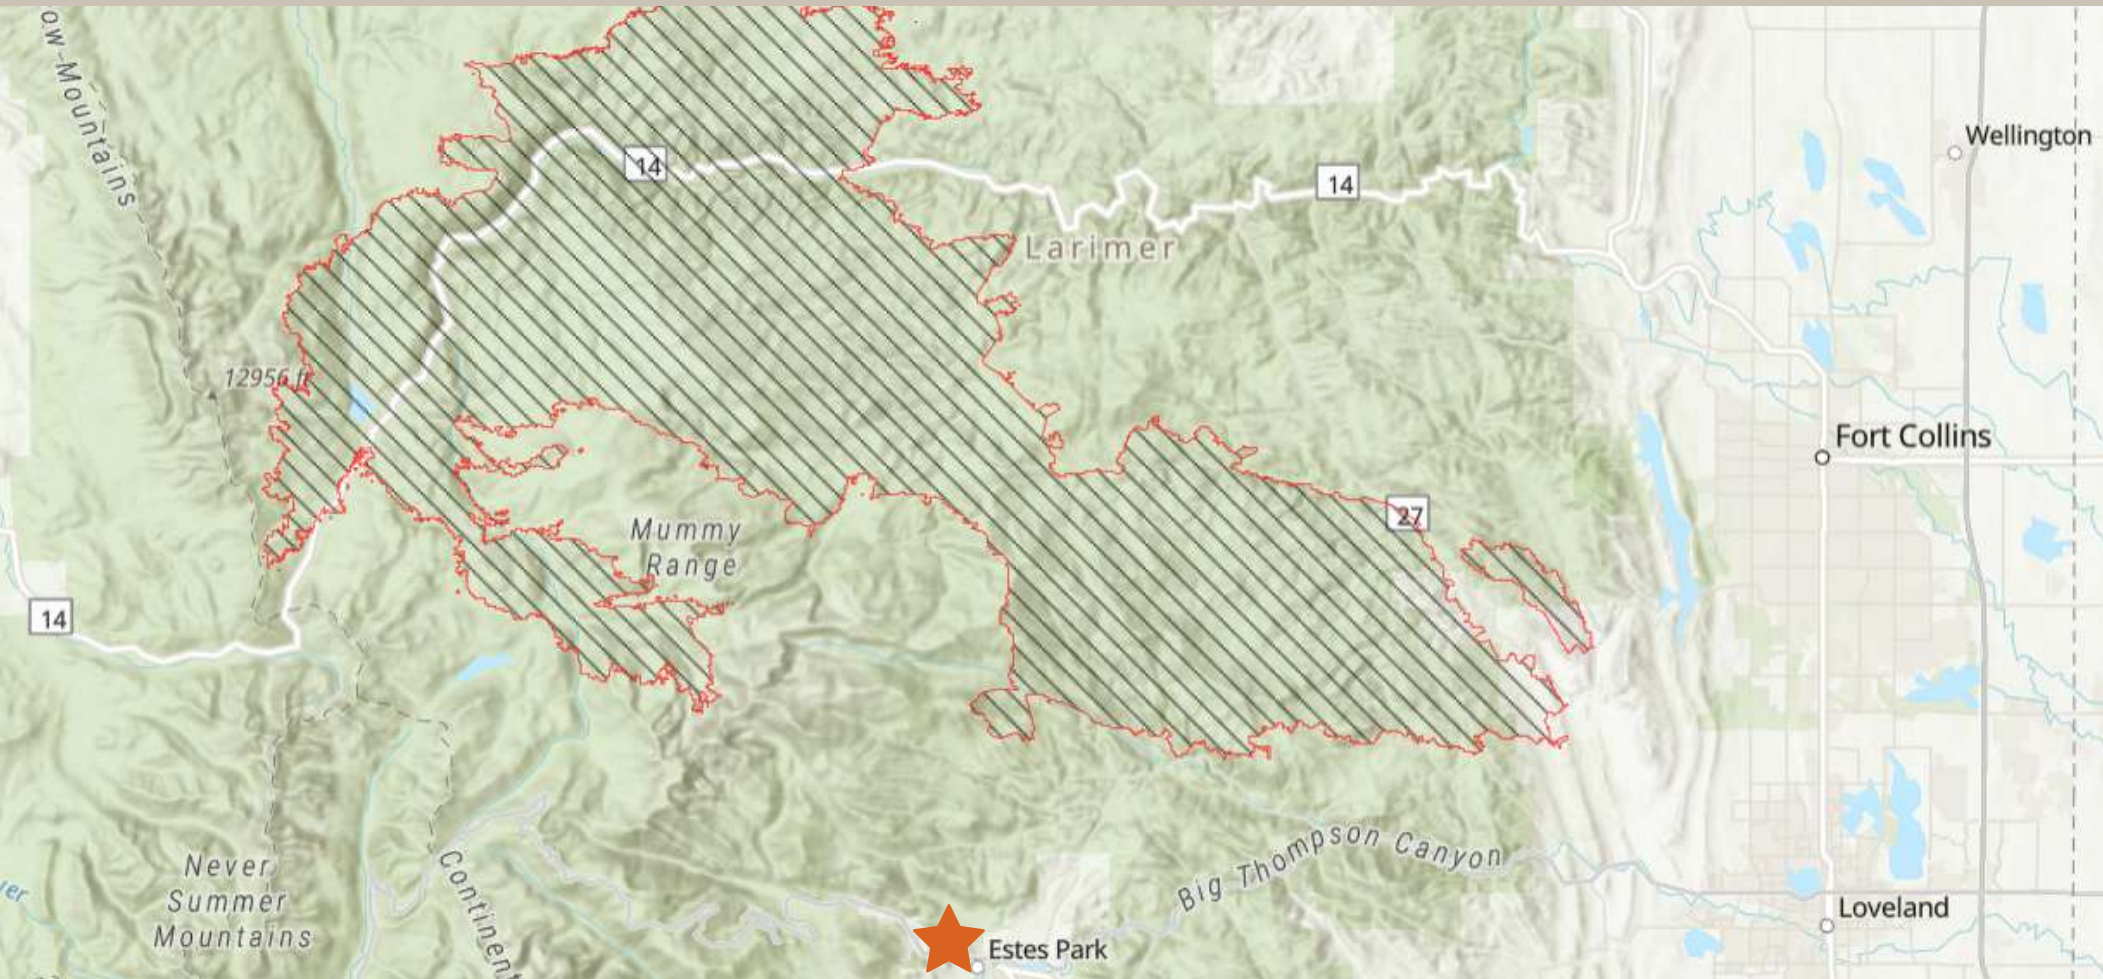 ow Mountains
14
14
Wellington
Larimer
12956 ft
Fort Collins
27
Mummy
Range
14
Never
Summer
Mountains
Continent
Big Thompson Canyon
Estes Park
Loveland